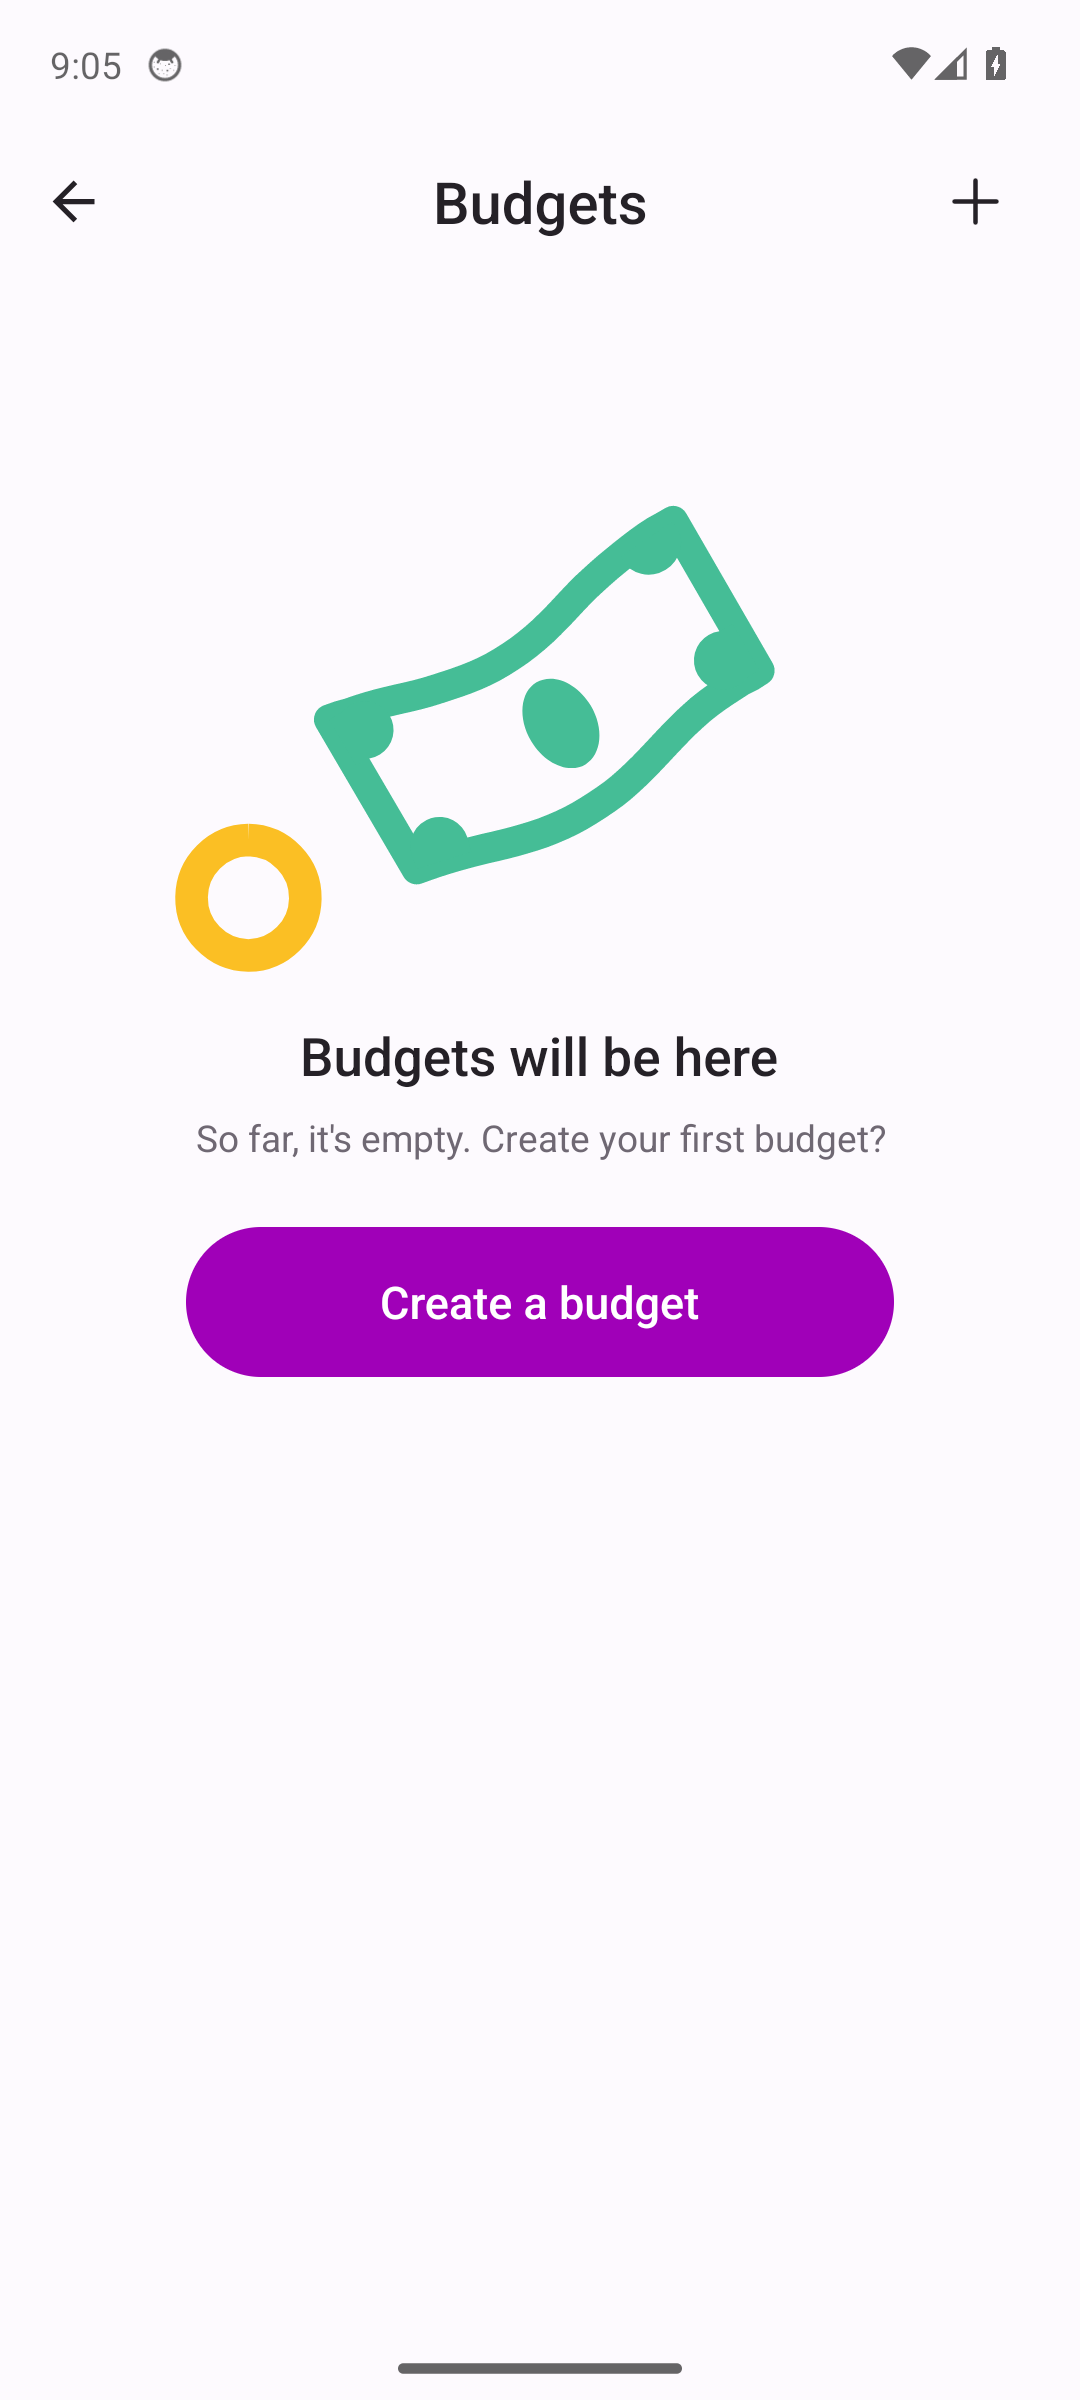 9:05
Budgets
Budgets will be here
So far, it's empty. Create your first budget?
Create a budget